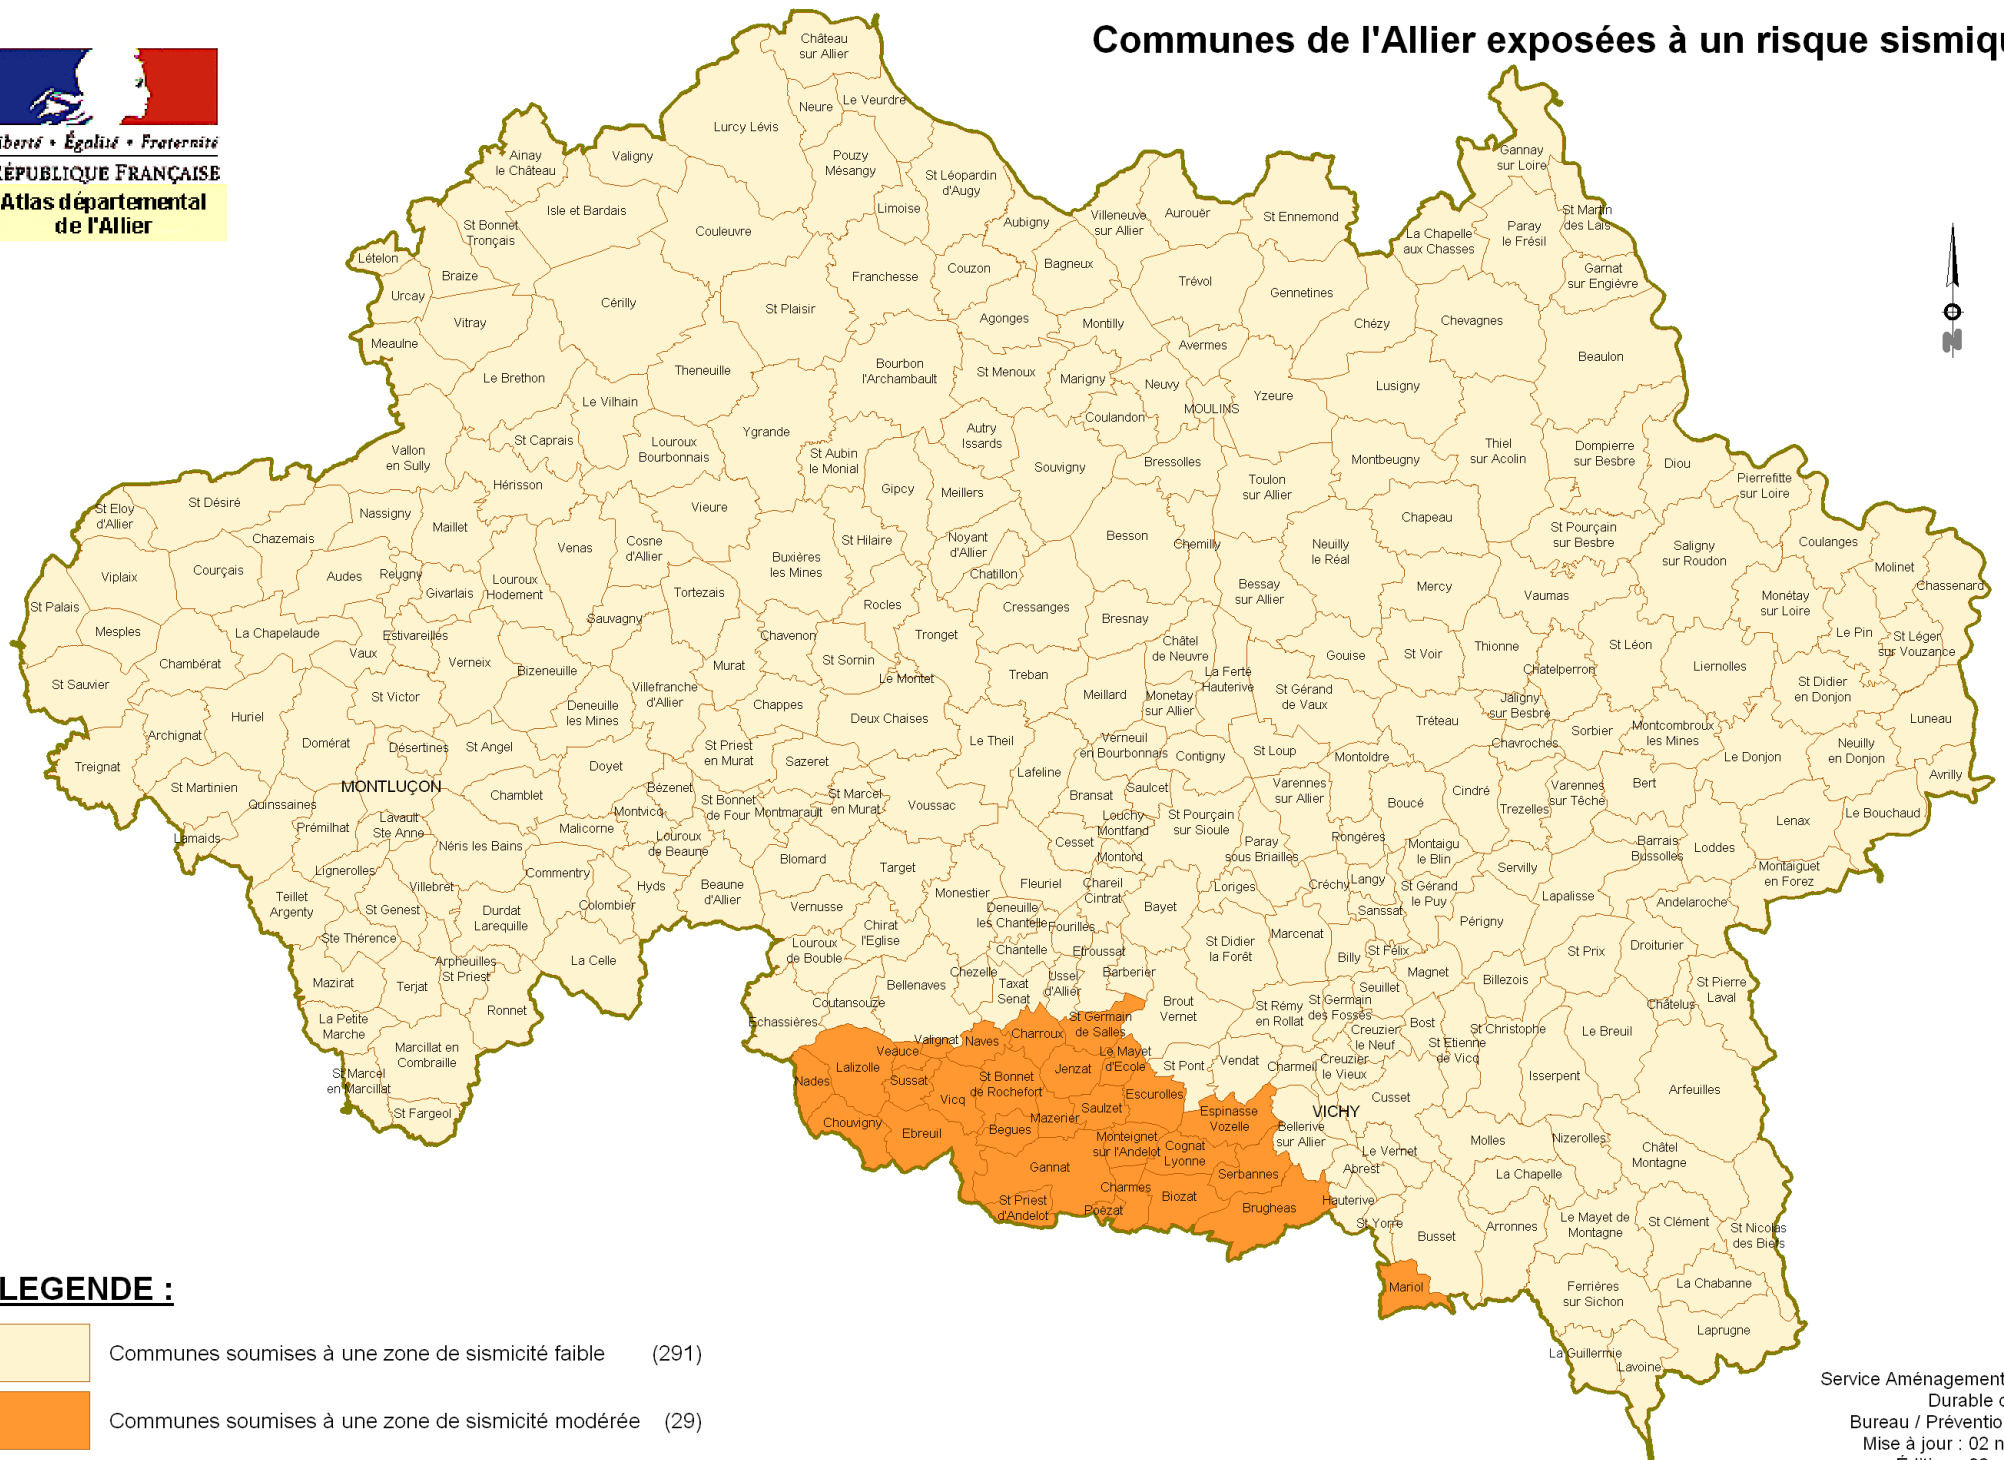 Communes de l'Allier exposées à un risque
Égalité • Fraternité
RÉPUBLIQUE FRANÇAISE
Atlas départemental
de l'Allier
Château
sur Allier
Neure
Le Veurdre
Lurcy Lévis
Ainay
le Château
Valigny
Pouzy
Mésangy
St Léopardin
d'Augy
Gannay
sur Loire
Isle et Bardais
Limoise
Aubigny
Villeneuve
sur Allier
Aurouër
St Ennemond
St Bonnet
Tronçais
Couleuvre
La Chapelle
aux Chasses
Paray
le Frésil
St Martin
des Lais
Lételon
Braize
Franchesse
Couzon
Bagneux
Trévol
Gennetines
Garnat
sur Engièvre
Urcay
Cérilly
St Plaisir
Vitray
Agonges
Montilly
Chézy
Chevagnes
Meaulne
Avermes
Beaulon
Le Brethon
Theneuille
Bourbon
l'Archambault
St Menoux
Marigny
Neuvy
Yzeure
Lusigny
Le Vilhain
MOULINS
Coulandon
Vallon
en Sully
St Caprais
Louroux
Bourbonnais
Ygrande
St Aubin
le Monial
Autry
Issards
Souvigny
Bressolles
Montbeugny
Thiel
sur Acolin
Dompierre
sur Besbre
Diou
Pierrefitte
sur Loire
Hérisson
Gipcy
Meillers
Toulon
sur Allier
St Eloy
d'Allier
St Désiré
Nassigny
Maillet
Vieure
Chapeau
Chazemais
Venas
Cosne
d'Allier
Buxières
les Mines
St Hilaire
Noyant
d'Allier
Besson
Chemilly
Neuilly
le Réal
St Pourçain
sur Besbre
Saligny
sur Roudon
Coulanges
Molinet
Chassenard
Viplaix
Courçais
Audes
Reugny
Givarlais
Louroux
Hodement
Tortezais
Chatillon
Bessay
sur Allier
Mercy
Vaumas
Monétay
sur Loire
St Palais
Mesples
La Chapelaude
Estivareilles
Sauvagny
Chavenon
Rocles
Cressanges
Bresnay
Tronget
Châtel
de Neuvre
Le Pin
St Léger
sur Vouzance
Chambérat
Vaux
Verneix
Bizeneuille
Murat
St Sornin
Le Montet
Treban
La Ferté
Hauterive
Gouise
St Voir
Thionne
Chatelperron
St Léon
Liernolles
St Didier
en Donjon
St Sauvier
St Victor
Villefranche
d'Allier
Meillard
Monetay
sur Allier
St Gérand
de Vaux
Jaligny
sur Besbre
Huriel
Deneuille
les Mines
Chappes
Deux Chaises
Tréteau
Montcombroux
les Mines
Luneau
Archignat
Domérat
Désertines
St Angel
St Priest
en Murat
Le Theil
Verneuil
en Bourbonnais
Contigny
St Loup
Montoldre
Chavroches
Sorbier
Le Donjon
Neuilly
en Donjon
Treignat
Doyet
Sazeret
Lafeline
Avrilly
St Martinien
MONTLUÇON
Chamblet
Bézenet
St Bonnet
de Four
Montmarault
St Marcel
en Murat
Voussac
Bransat
Saulcet
Varennes
sur Allier
Boucé
Cindré
Varennes
sur Tèche
Bert
Quinssaines
Prémilhat
Lavault
Ste Anne
Malicorne
Montvicq
Louchy
Montfand
St Pourçain
sur Sioule
Trezelles
Lenax
Le Bouchaud
Lamaids
Néris les Bains
Louroux
de Beaune
Blomard
Target
Cesset
Montord
Paray
sous Briailles
Rongères
Montaigu
le Blin
Servilly
Barrais
Bussolles
Loddes
Montaiguet
en Forez
Lignerolles
Villebret
Commentry
Hyds
Beaune
d'Allier
Monestier
Fleuriel
Chareil
Cintrat
Loriges
Créchy
Langy
St Gérand
le Puy
Lapalisse
Andelaroche
Teillet
Argenty
St Genest
Durdat
Larequille
Colombier
Vernusse
Chirat
l'Eglise
Deneuille
les Chantelle
Fourilles
Bayet
Sanssat
Périgny
Ste Thérence
Louroux
de Bouble
Chantelle
Etroussat
St Didier
la Forêt
Marcenat
Billy
St Félix
St Prix
Droiturier
Mazirat
Terjat
Arpheuilles
St Priest
La Celle
Chezelle
Bellenaves
Taxat
Senat
Ussel
d'Allier
Barberier
Magnet
Billezois
St Pierre
Laval
Ronnet
Coutansouze
Echassières
Brout
Vernet
St Rémy
en Rollat
St Germain
des Fossés
Seuillet
Châtelus
La Petite
Marche
Valignat
Naves
Charroux
St Germain
de Salles
Creuzier
le Neuf
Bost
St Christophe
Le Breuil
Marcillat en
Combraille
Veauce
Lalizolle
Le Mayet
d'Ecole
St Pont
Vendat
Charmeil
Creuzier
le Vieux
St Etienne
de Vicq
St Marcel
en Marcillat
Nades
Sussat
St Bonnet
de Rochefort
Jenzat
Isserpent
Arfeuilles
St Fargeol
Vicq
Escurolles
Cusset
Chouvigny
Ebreuil
Begues
Mazerier
Saulzet
Espinasse
Vozelle
VICHY
Bellerive
sur Allier
Monteignet
sur l'Andelot
Cognat
Lyonne
Le Vernet
Molles
Nizerolles
Châtel
Montagne
Gannat
Serbannes
Abrest
La Chapelle
St Priest
d'Andelot
Charmes
Poëzat
Biozat
Brugheas
Hauterive
St Yorre
Busset
Arronnes
Le Mayet de
Montagne
St Clément
St Nicolas
des Biefs
Mariol
Ferrières
sur Sichon
La Chabanne
Laprugne
La Guillermie
Lavoine
N
LEGENDE :
Communes soumises à une zone de sismicité faible (291)
Communes soumises à une zone de sismicité modérée (29)
Service Aménagement
Durable
Bureau /
Mise à jour : 02